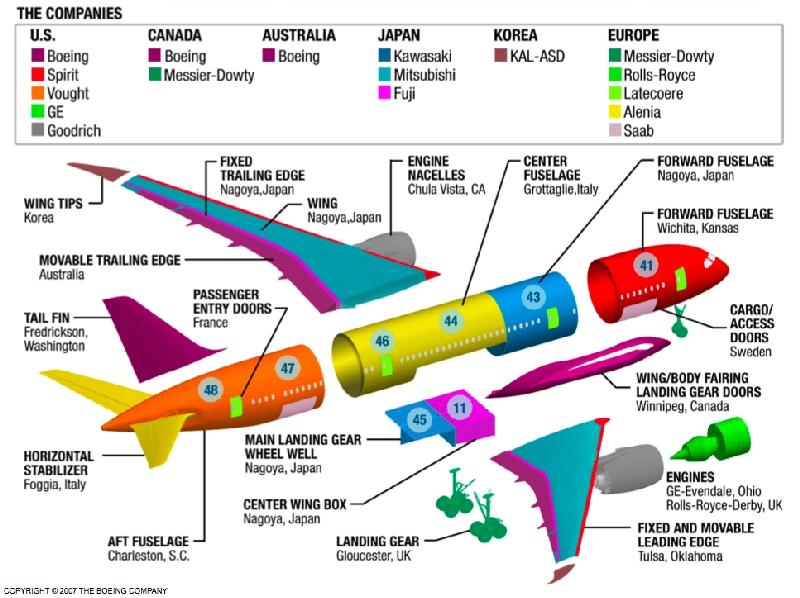 THE COMPANIES
U.S.
Boeing
Spirit
Vought
GE
Goodrich
CANADA
Boeing
Messier-Dowty
AUSTRALIA
Boeing
JAPAN
Kawasaki
Mitsubishi
Fuji
KOREA
KAL-ASD
EUROPE
Messier-Dowty
Rolls-Royce
Latecoere
Alenia
Saab
WING TIPS
Korea
FIXED
TRAILING EDGE
Nagoya,Japan
WING
Nagoya,Japan
ENGINE
NACELLES
Chula Vista, CA
CENTER
FUSELAGE
Grottaglie,Italy
FORWARD FUSELAGE
Nagoya, Japan
FORWARD FUSELAGE
Wichita, Kansas
MOVABLE TRAILING EDGE
Australia
PASSENGER
ENTRY DOORS
France
TAIL FIN
Fredrickson,
Washington
41
43
44
46
47
48
CARGO/
ACCESS
DOORS
Sweden
WING/BODY FAIRING
LANDING GEAR DOORS
Winnipeg, Canada
45
11
MAIN LANDING GEAR
WHEEL WELL
Nagoya, Japan
HORIZONTAL
STABILIZER
Foggia, Italy
CENTER WING BOX
Nagoya, Japan
ENGINES
GE-Evendale, Ohio
Rolls-Royce-Derby, UK
AFT FUSELAGE
Charleston, S.C.
LANDING GEAR
Gloucester, UK
FIXED AND MOVABLE
LEADING EDGE
Tulsa, Oklahoma
COPYRIGHT © 2007 THE BOEING COMPANY